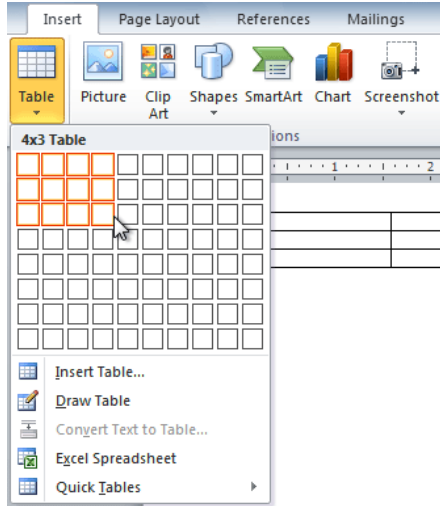 Insert Page Layout References Mailings
Table Picture Clip Art Shapes SmartArt Chart Screenshot
4x3 Table
1 2
Insert Table...
Draw Table
Convert Text to Table...
Excel Spreadsheet
Quick Tables